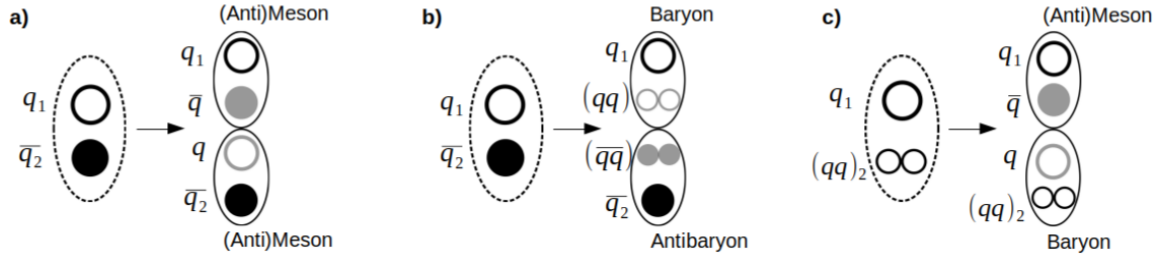 a)
(Anti)Meson
q₁
q₁
q̅
q̅₂
q
q̅₂
(Anti)Meson
b)
Baryon
q₁
q₁
(qq)
q̅₂
(q̅q̅)
q̅₂
Antibaryon
c)
(Anti)Meson
q₁
q₁
q̅
(qq)₂
q
(qq)₂
Baryon